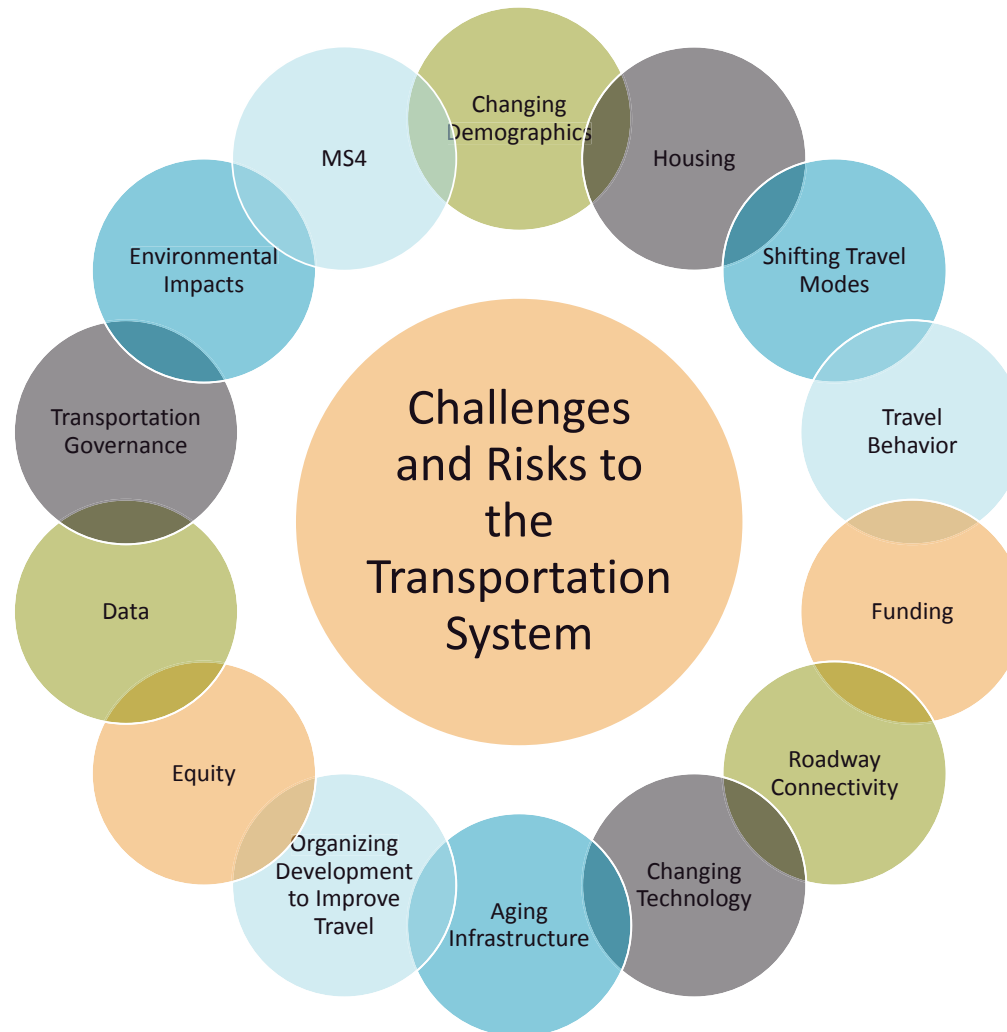 Changing
Demographics
Housing
Shifting Travel
Modes
Travel
Behavior
Funding
Roadway
Connectivity
Changing
Technology
Aging
Infrastructure
Organizing
Development
to Improve
Travel
Equity
Data
Transportation
Governance
Environmental
Impacts
MS4
Challenges
and Risks to
the
Transportation
System